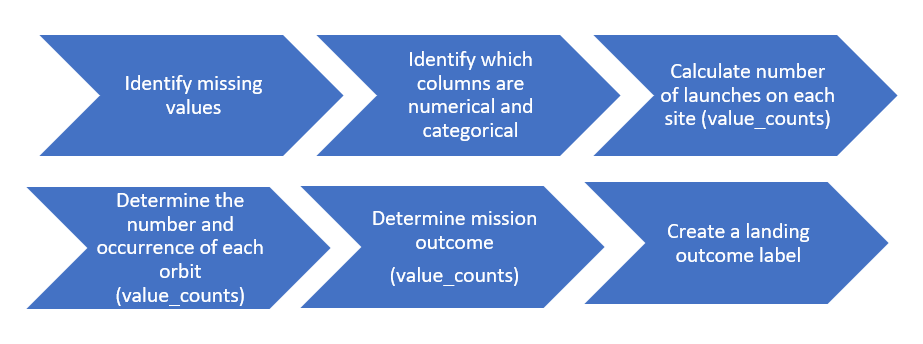 Identify missing
values
Identify which
columns are
numerical and
categorical
Calculate number
of launches on each
site (value_counts)
Determine the
number and
occurrence of each
orbit
(value_counts)
Determine mission
outcome
(value_counts)
Create a landing
outcome label